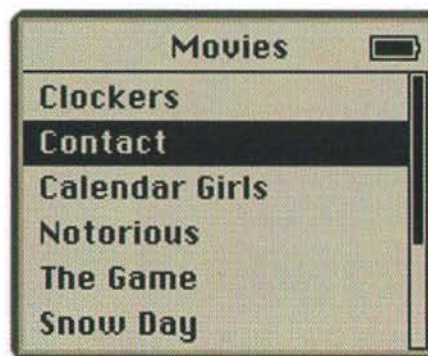 Movies
Clockers
Contact
Calendar Girls
Notorious
The Game
Snow Day